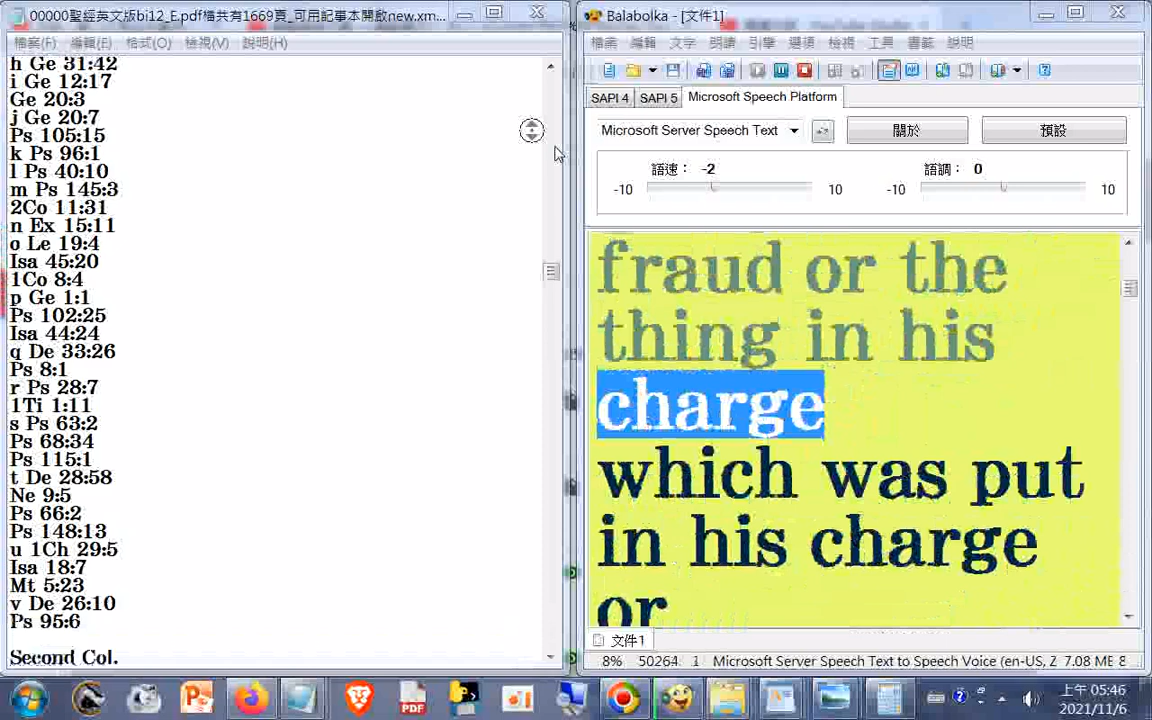 00000聖經英文版bi12_E.pdf檔共有1669頁_可用記事本開啟new.xm...
檔案(F) 編輯(E) 格式(O) 檢視(V) 說明(H)
h Ge 31:42
i Ge 12:17
Ge 20:3
j Ge 20:7
Ps 105:15
k Ps 96:1
l Ps 40:10
m Ps 145:3
2Co 11:31
n Ex 15:11
o Le 19:4
Isa 45:20
1Co 8:4
p Ge 1:1
Ps 102:25
Isa 44:24
q De 33:26
Ps 8:1
r Ps 28:7
1Ti 1:11
s Ps 63:2
Ps 68:34
Ps 115:1
t De 28:58
Ne 9:5
Ps 66:2
Ps 148:13
u 1Ch 29:5
Isa 18:7
Mt 5:23
v De 26:10
Ps 95:6
Second Col.
Balabolka - [文件1]
檔案 編輯 文字 朗讀 引擎 選項 檢視 工具 書籤 說明
SAPI 4 SAPI 5 Microsoft Speech Platform
Microsoft Server Speech Text 關於 預設
語速： -2 語調： 0
-10 10 -10 10
fraud or the
thing in his
charge
which was put
in his charge
or
文件1
8% 50264 1 Microsoft Server Speech Text to Speech Voice (en-US, Z 7.08 MB 8
上午 05:46
2021/11/6